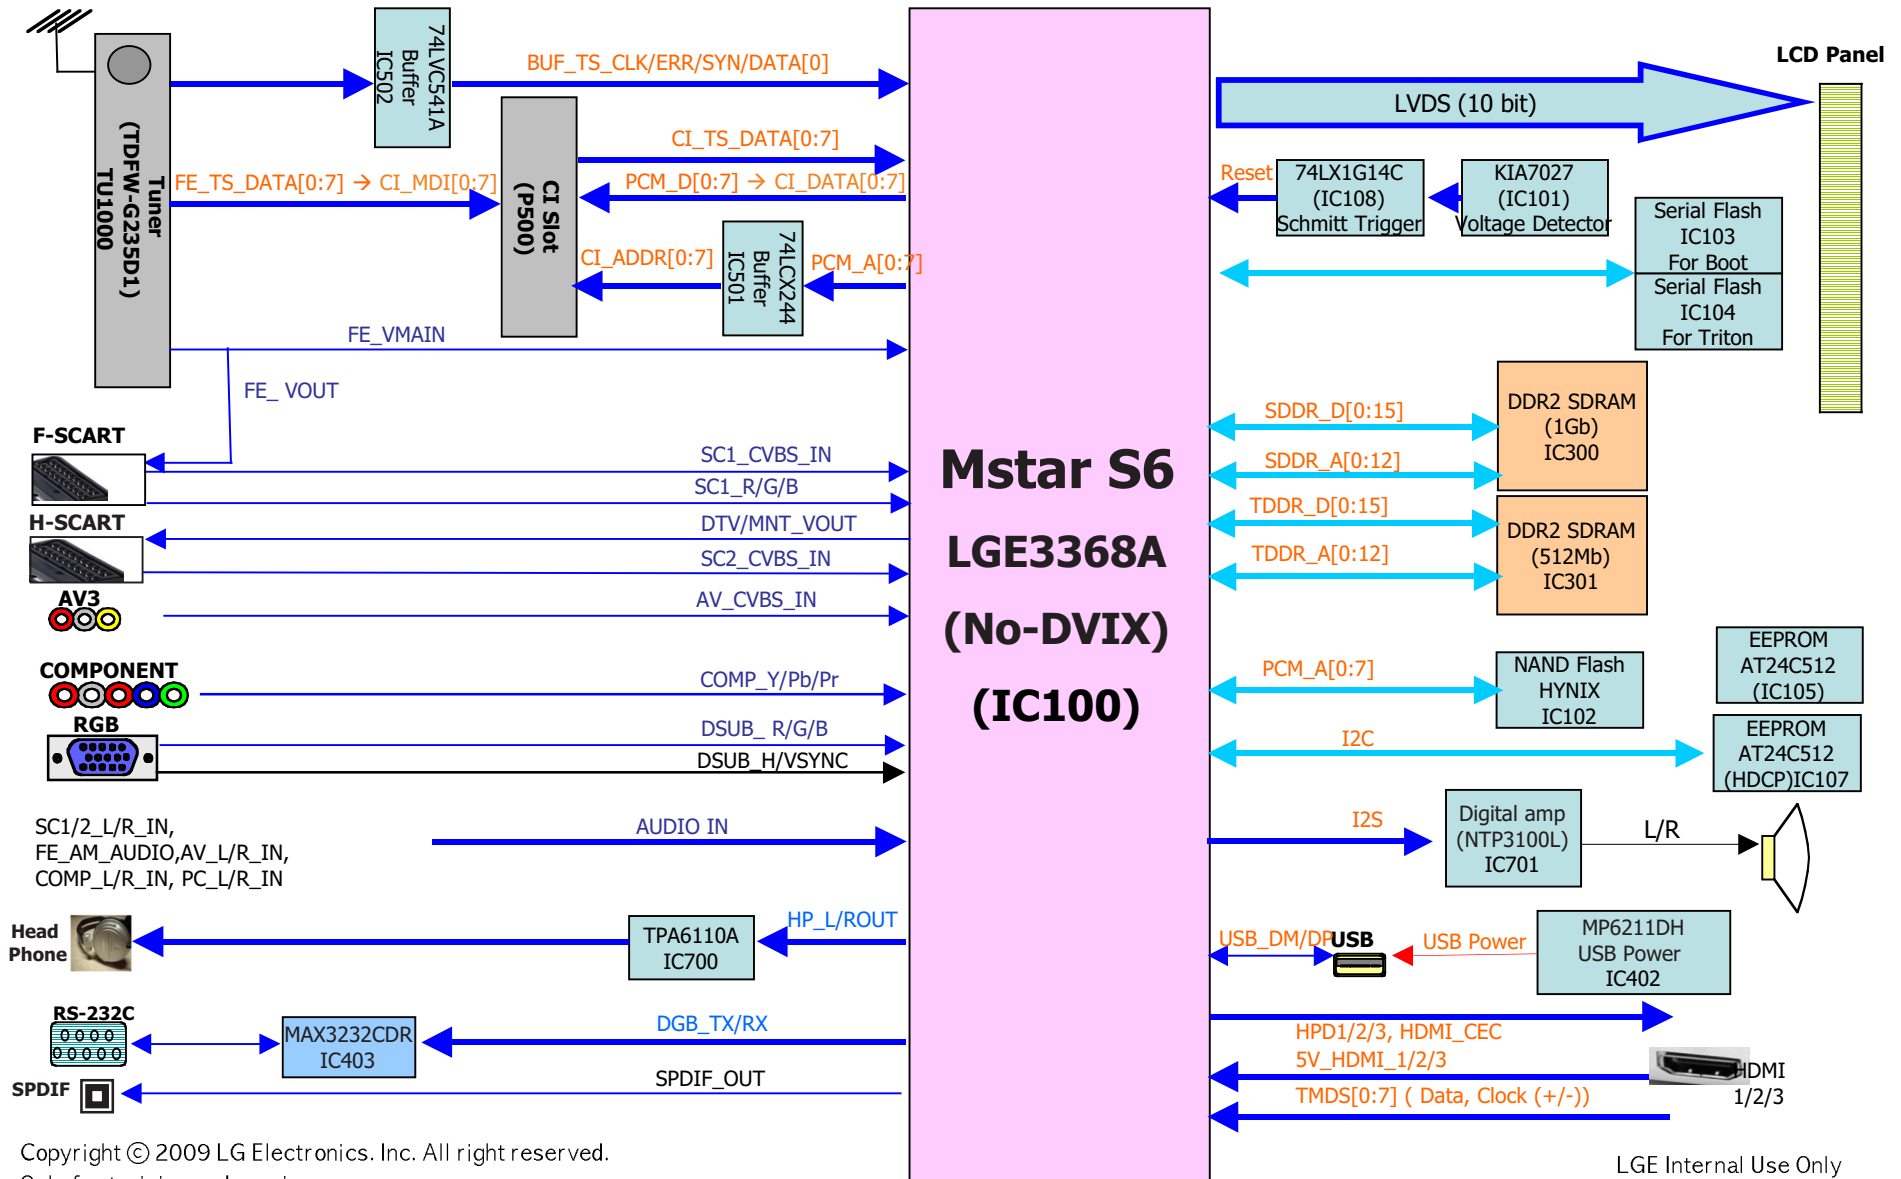 74LVC541A
Buffer
IC502
BUF_TS_CLK/ERR/SYN/DATA[0]
Tuner
(TDFW-G235D1)
TU1000
CI_TS_DATA[0:7]
FE_TS_DATA[0:7] → CI_MDI[0:7]
CI Slot
(P500)
PCM_D[0:7] → CI_DATA[0:7]
CI_ADDR[0:7]
74LCX244
Buffer
IC501
PCM_A[0:7]
FE_VMAIN
FE_ VOUT
F-SCART
SC1_CVBS_IN
SC1_R/G/B
H-SCART
DTV/MNT_VOUT
SC2_CVBS_IN
AV3
AV_CVBS_IN
COMPONENT
COMP_Y/Pb/Pr
RGB
DSUB_ R/G/B
DSUB_H/VSYNC
SC1/2_L/R_IN,
FE_AM_AUDIO,AV_L/R_IN,
COMP_L/R_IN, PC_L/R_IN
AUDIO IN
Head
Phone
TPA6110A
IC700
HP_L/ROUT
RS-232C
MAX3232CDR
IC403
DGB_TX/RX
SPDIF
SPDIF_OUT
Mstar S6
LGE3368A
(No-DVIX)
(IC100)
LCD Panel
LVDS (10 bit)
Reset
74LX1G14C
(IC108)
Schmitt Trigger
KIA7027
(IC101)
Voltage Detector
Serial Flash
IC103
For Boot
Serial Flash
IC104
For Triton
SDDR_D[0:15]
SDDR_A[0:12]
DDR2 SDRAM
(1Gb)
IC300
TDDR_D[0:15]
TDDR_A[0:12]
DDR2 SDRAM
(512Mb)
IC301
PCM_A[0:7]
NAND Flash
HYNIX
IC102
EEPROM
AT24C512
(IC105)
I2C
EEPROM
AT24C512
(HDCP)IC107
I2S
Digital amp
(NTP3100L)
IC701
L/R
USB_DM/DP
USB
USB Power
MP6211DH
USB Power
IC402
HPD1/2/3, HDMI_CEC
5V_HDMI_1/2/3
HDMI
1/2/3
TMDS[0:7] ( Data, Clock (+/-))
Copyright ⓒ 2009 LG Electronics. Inc. All right reserved.
LGE Internal Use Only